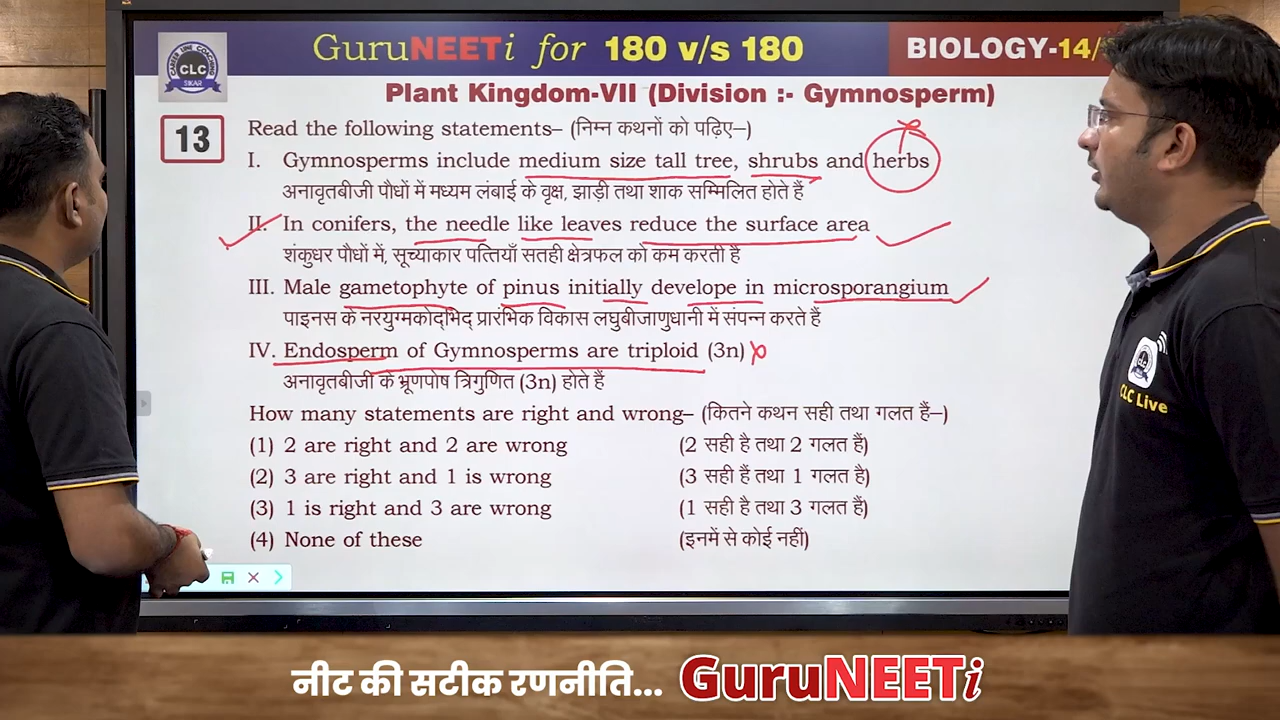 GuruNEETi for 180 v/s 180
BIOLOGY-14/
CAREER LINE COACHING
CLC
SIKAR
Plant Kingdom-VII (Division :- Gymnosperm)
13
Read the following statements– (निम्न कथनों को पढ़िए–)
I. Gymnosperms include medium size tall tree, shrubs and herbs
अनावृतबीजी पौधों में मध्यम लंबाई के वृक्ष, झाड़ी तथा शाक सम्मिलित होते हैं
II. In conifers, the needle like leaves reduce the surface area
शंकुधर पौधों में, सूच्याकार पत्तियाँ सतही क्षेत्रफल को कम करती हैं
III. Male gametophyte of pinus initially develope in microsporangium
पाइनस के नरयुग्मकोद्‌भिद् प्रारंभिक विकास लघुबीजाणुधानी में संपन्न करते हैं
IV. Endosperm of Gymnosperms are triploid (3n)
अनावृतबीजी के भ्रूणपोष त्रिगुणित (3n) होते हैं
How many statements are right and wrong– (कितने कथन सही तथा गलत हैं–)
(1) 2 are right and 2 are wrong (2 सही है तथा 2 गलत हैं)
(2) 3 are right and 1 is wrong (3 सही हैं तथा 1 गलत है)
(3) 1 is right and 3 are wrong (1 सही है तथा 3 गलत हैं)
(4) None of these (इनमें से कोई नहीं)
CLC Live
नीट की सटीक रणनीति... GuruNEETi